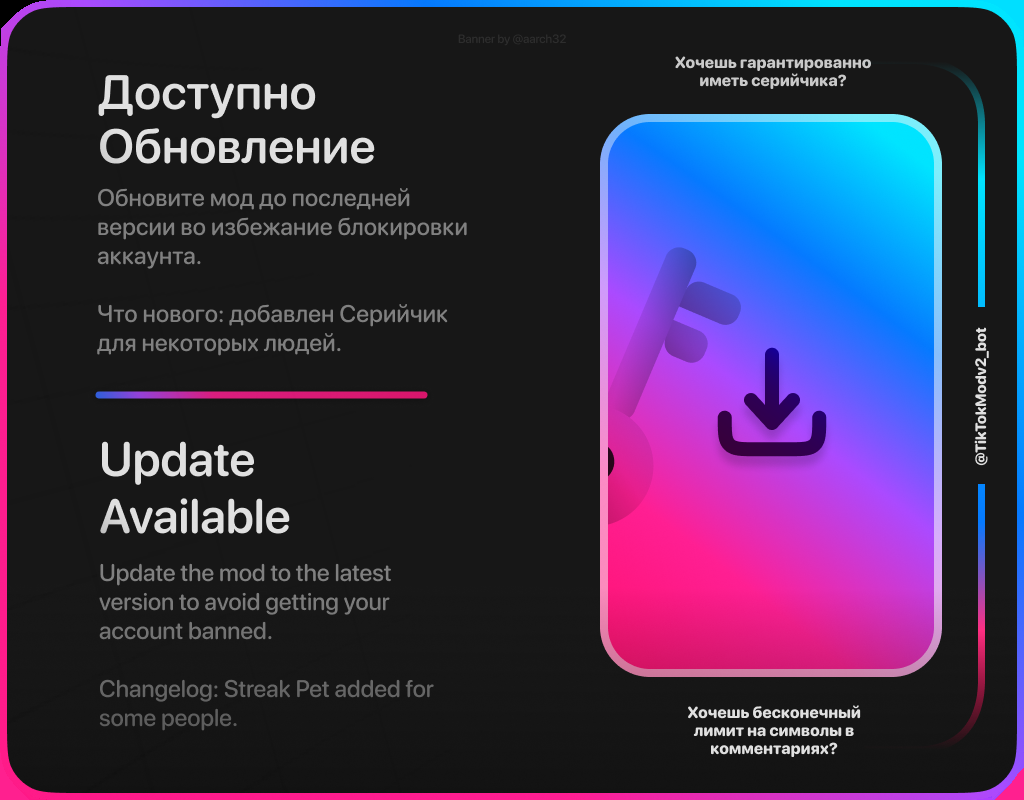 Banner by @aarch32
Доступно
Обновление
Обновите мод до последней
версии во избежание блокировки
аккаунта.
Что нового: добавлен Серийчик
для некоторых людей.
Update
Available
Update the mod to the latest
version to avoid getting your
account banned.
Changelog: Streak Pet added for
some people.
Хочешь гарантированно
иметь серийчика?
@TikTokModv2_bot
Хочешь бесконечный
лимит на символы в
комментариях?